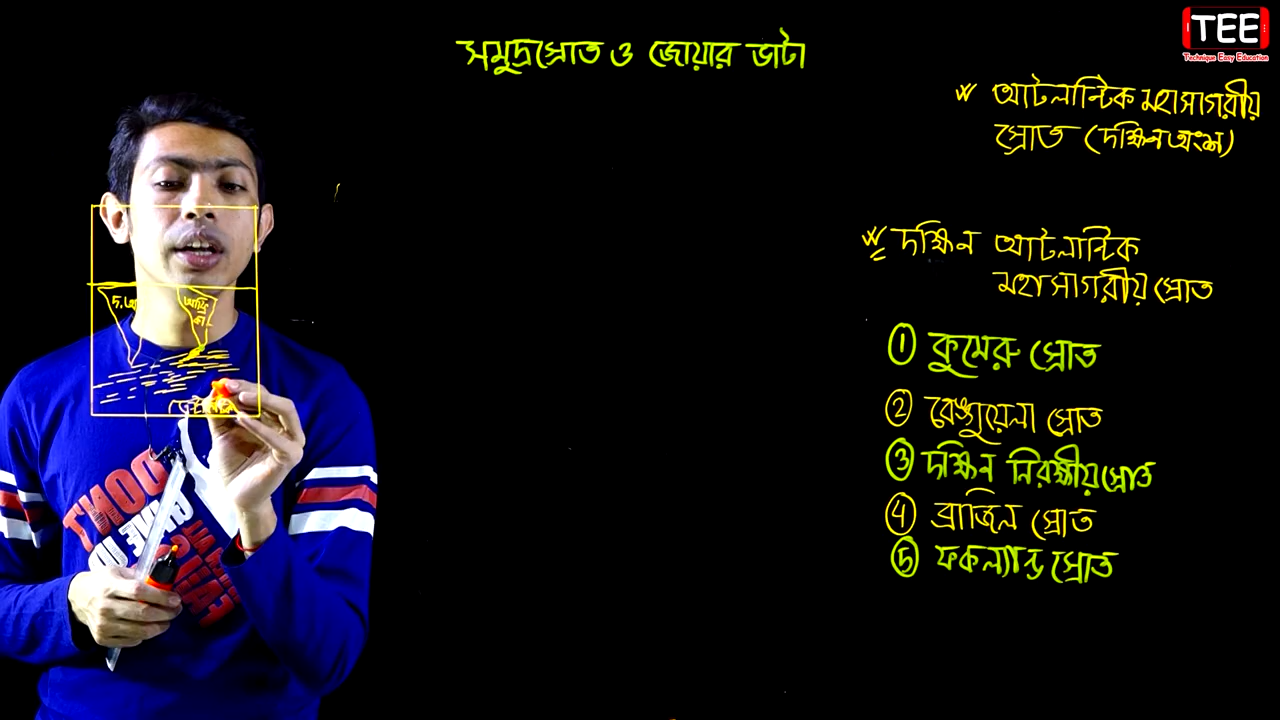 সমুদ্রস্রোত ও জোয়ার ভাটা
TEE
Technique Easy Education
আটলান্টিক মহাসাগরীয়
স্রোত (দক্ষিন অংশ)
দক্ষিন আটলান্টিক
মহাসাগরীয় স্রোত
① কুমেরু স্রোত
② বেঙ্গুয়েলা স্রোত
③ দক্ষিন নিরক্ষীয় স্রোত
④ ব্রাজিল স্রোত
⑤ ফকল্যান্ড স্রোত
দ. আ